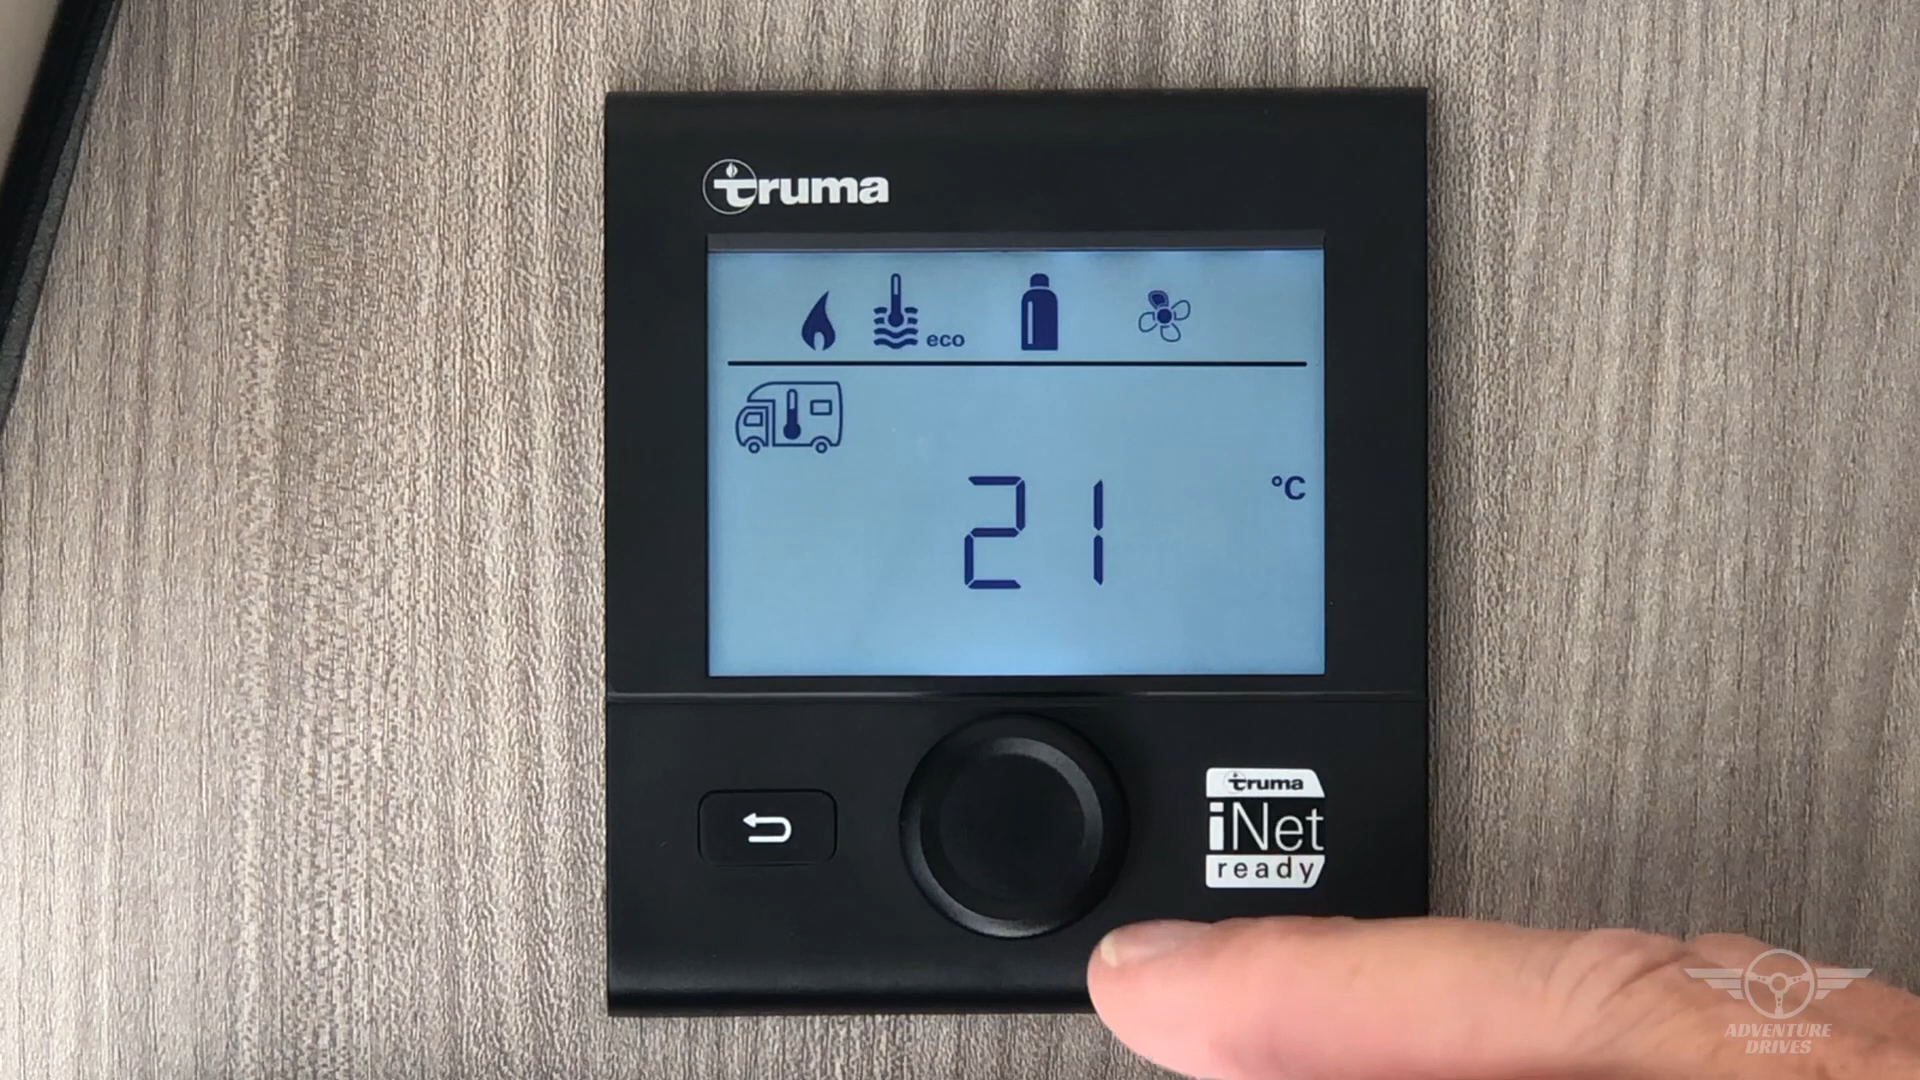 truma
eco
°C
21
truma
iNet
ready
ADVENTURE
DRIVES